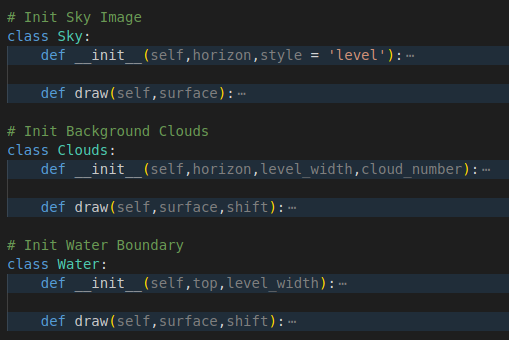 # Init Sky Image
class Sky:
    def __init__(self,horizon,style = 'level'):⋯
    def draw(self,surface):⋯
# Init Background Clouds
class Clouds:
    def __init__(self,horizon,level_width,cloud_number):⋯
    def draw(self,surface,shift):⋯
# Init Water Boundary
class Water:
    def __init__(self,top,level_width):⋯
    def draw(self,surface,shift):⋯